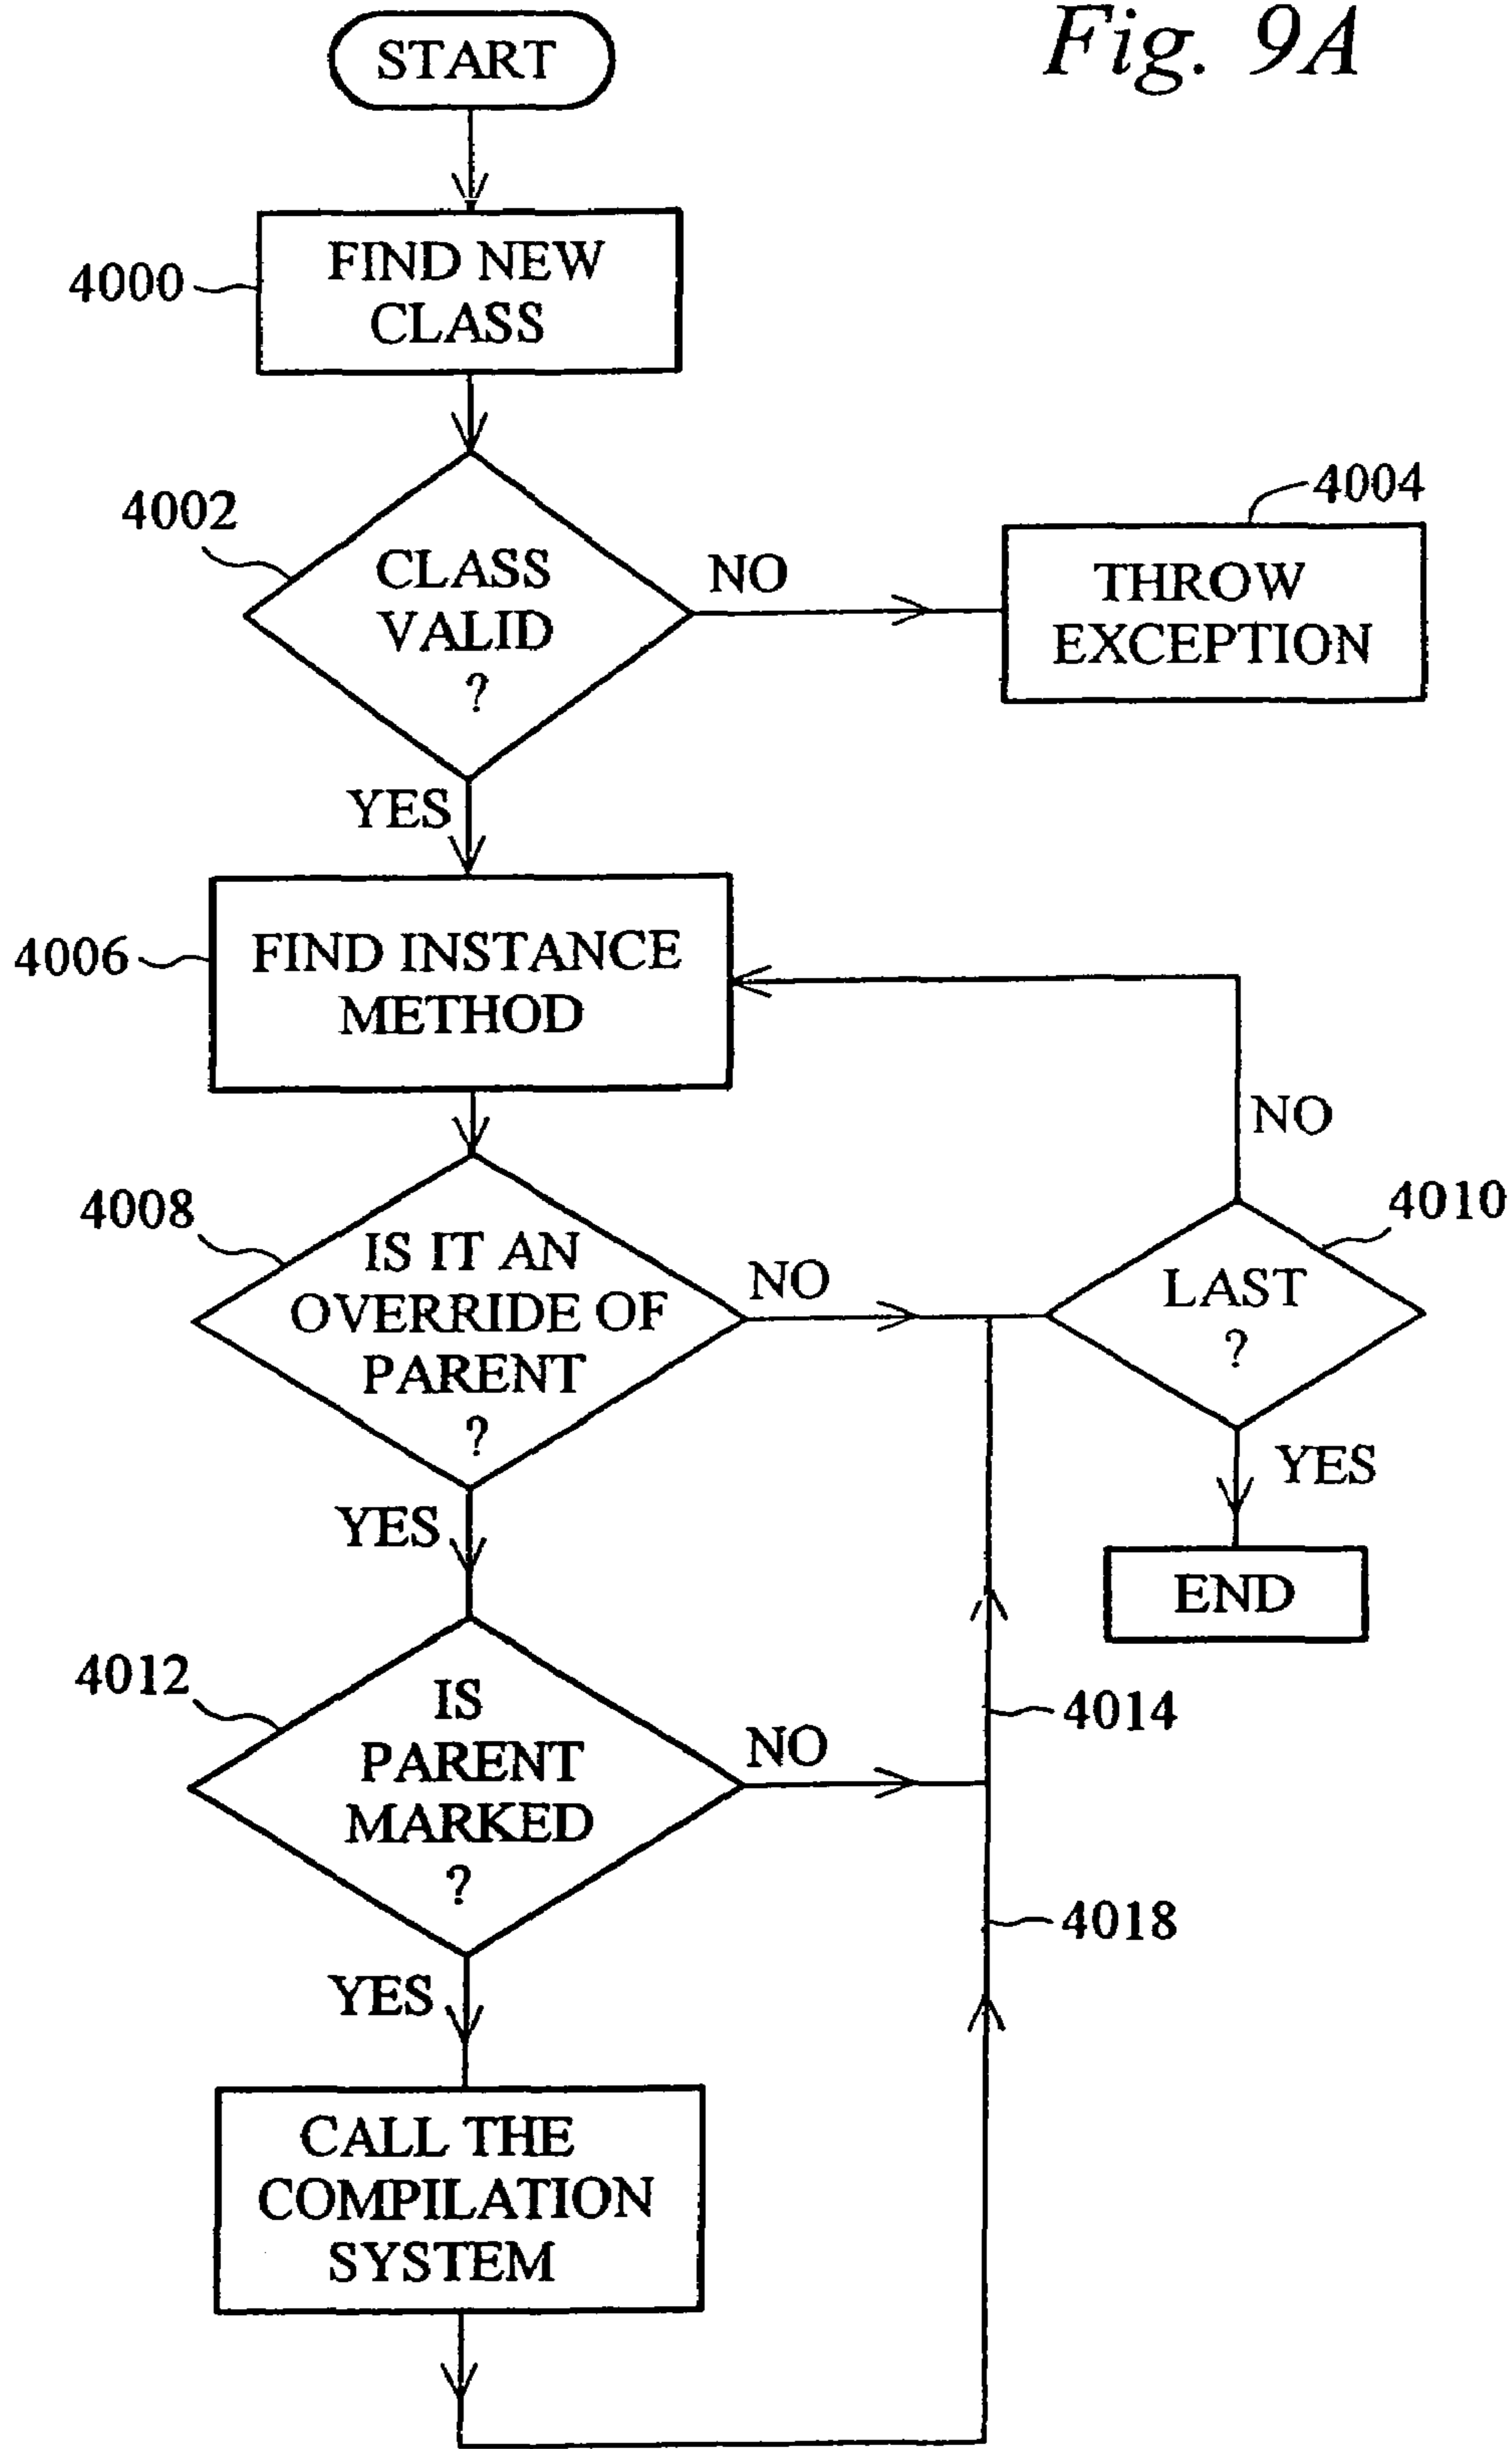 Fig. 9A
START
4000
FIND NEW
CLASS
4002
CLASS
VALID
?
NO
4004
THROW
EXCEPTION
YES
4006
FIND INSTANCE
METHOD
NO
4008
IS IT AN
OVERRIDE OF
PARENT
?
NO
4010
LAST
?
YES
END
YES
4012
IS
PARENT
MARKED
?
NO
4014
4018
YES
CALL THE
COMPILATION
SYSTEM